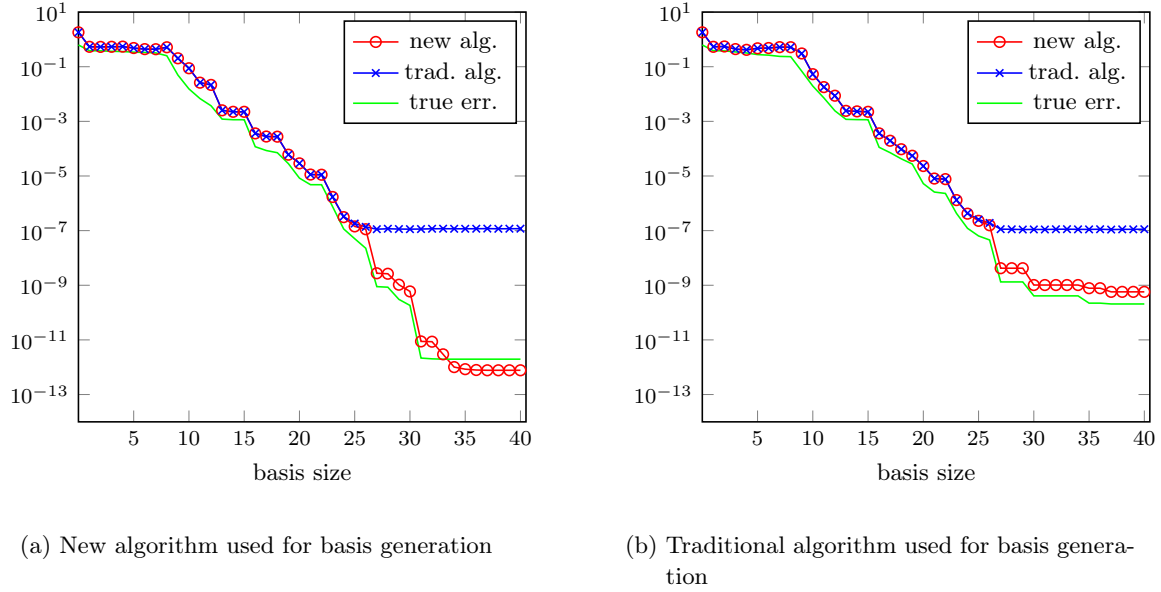 10^1
10^−1
10^−3
10^−5
10^−7
10^−9
10^−11
10^−13
5 10 15 20 25 30 35 40
basis size
new alg.
trad. alg.
true err.
(a) New algorithm used for basis generation
10^1
10^−1
10^−3
10^−5
10^−7
10^−9
10^−11
10^−13
5 10 15 20 25 30 35 40
basis size
new alg.
trad. alg.
true err.
(b) Traditional algorithm used for basis genera-
tion